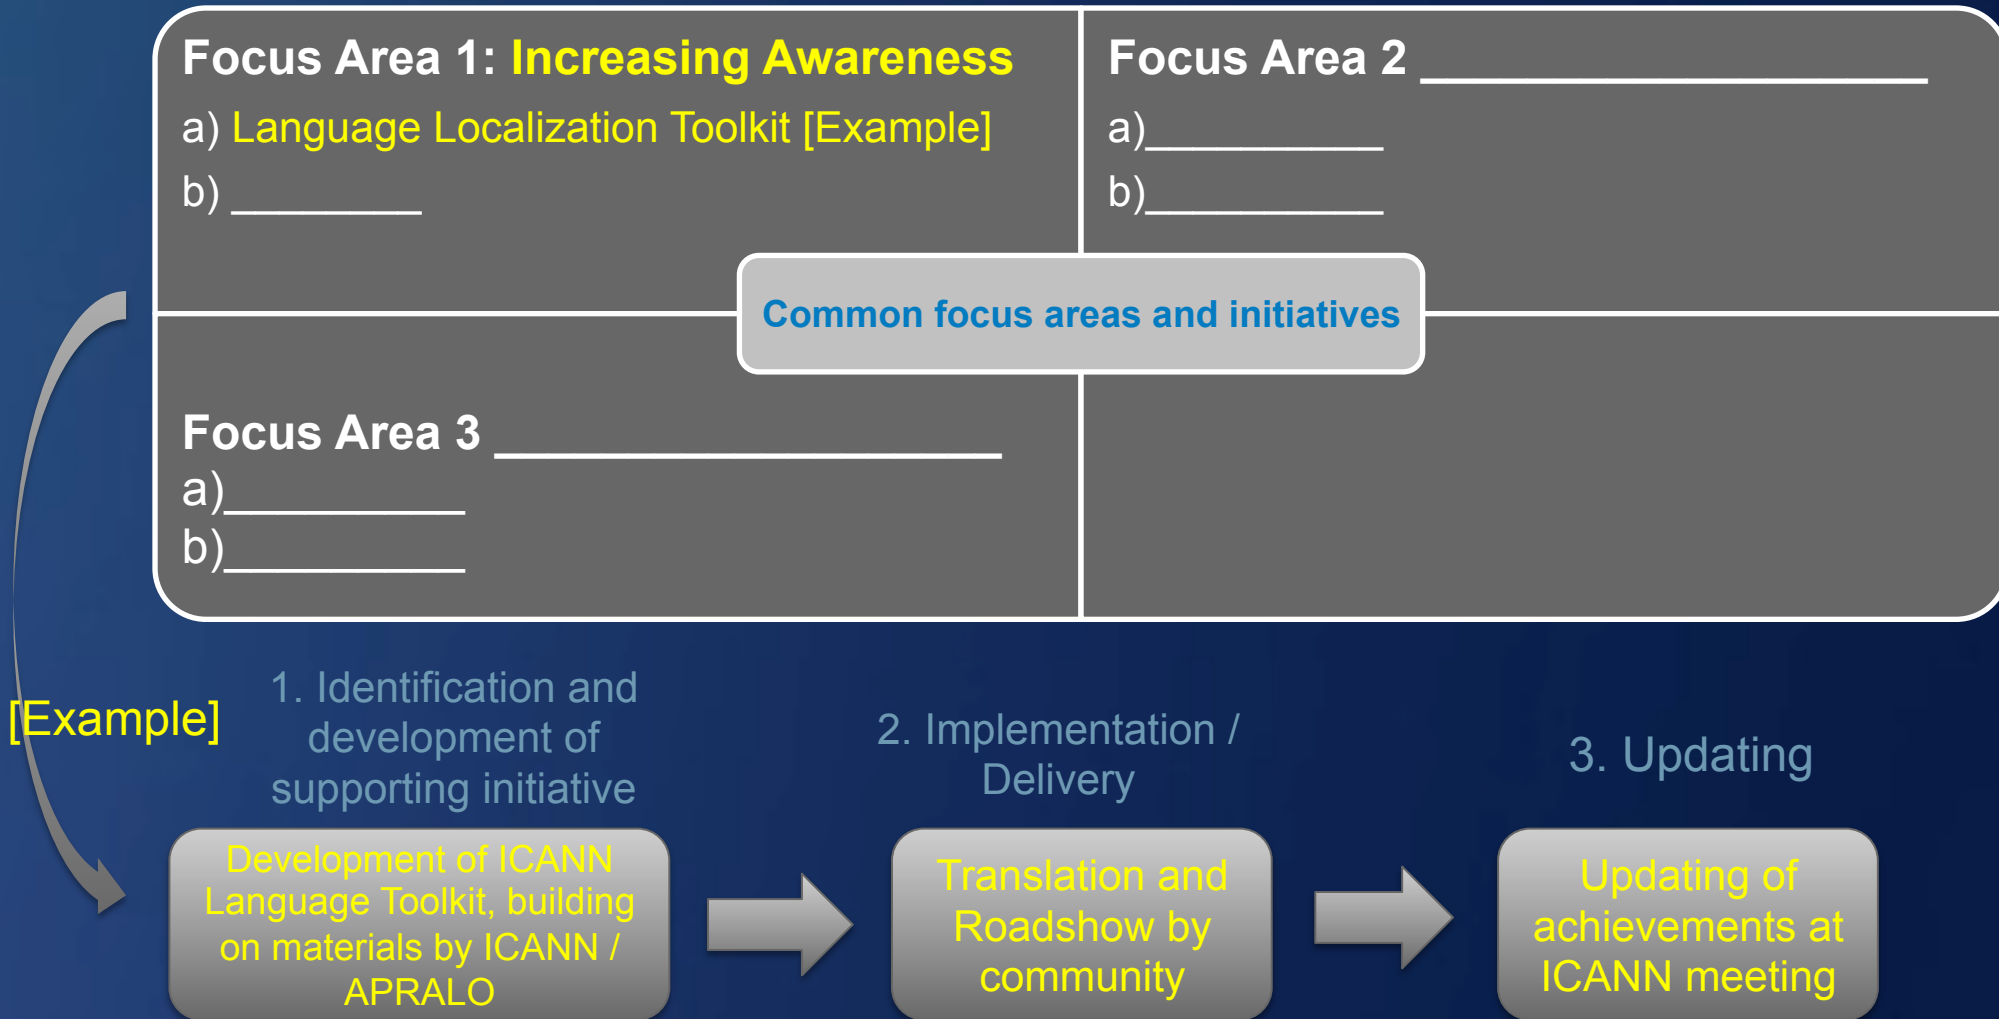 Focus Area 1: Increasing Awareness
a) Language Localization Toolkit [Example]
b) ________
Focus Area 2 ___________________
a)__________
b)__________
Common focus areas and initiatives
Focus Area 3 ___________________
a)__________
b)__________
[Example]
1. Identification and
development of
supporting initiative
2. Implementation /
Delivery
3. Updating
Development of ICANN
Language Toolkit, building
on materials by ICANN /
APRALO
Translation and
Roadshow by
community
Updating of
achievements at
ICANN meeting